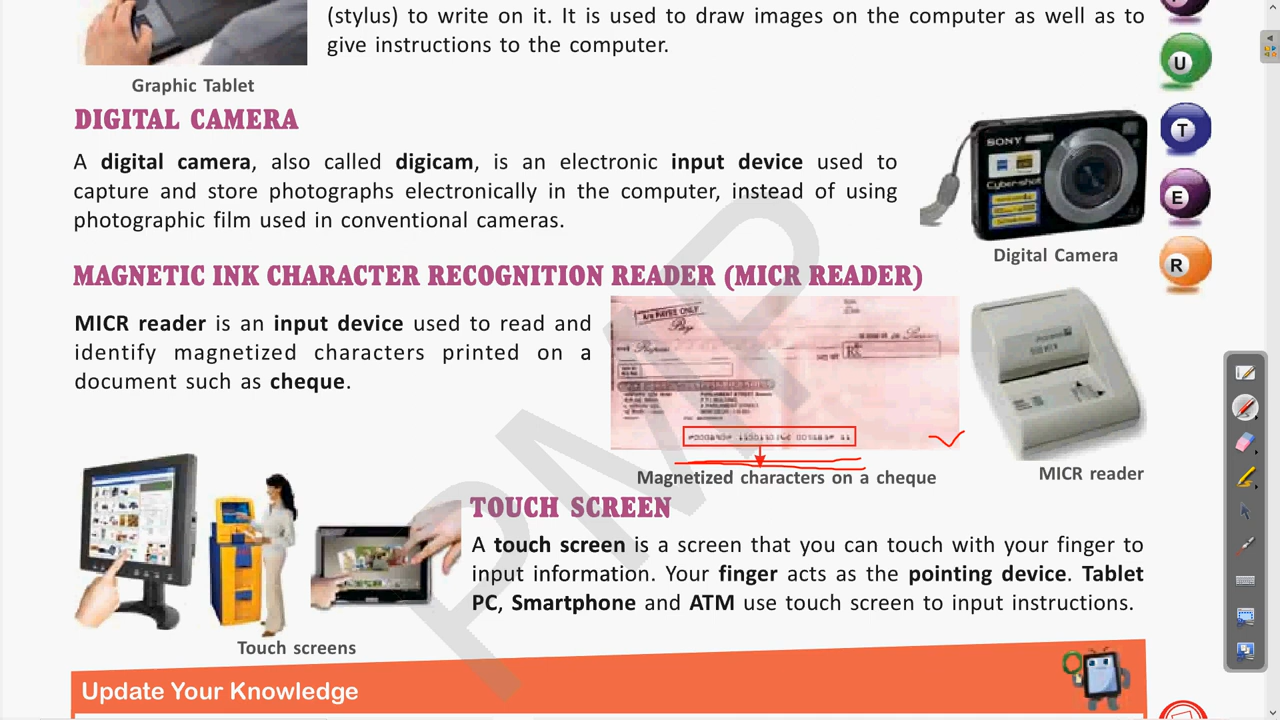 (stylus) to write on it. It is used to draw images on the computer as well as to
give instructions to the computer.
Graphic Tablet
DIGITAL CAMERA
A digital camera, also called digicam, is an electronic input device used to
capture and store photographs electronically in the computer, instead of using
photographic film used in conventional cameras.
SONY
Cyber-shot
Digital Camera
U
T
E
R
MAGNETIC INK CHARACTER RECOGNITION READER (MICR READER)
MICR reader is an input device used to read and
identify magnetized characters printed on a
document such as cheque.
A/c PAYEE ONLY
Magnetized characters on a cheque
MICR reader
TOUCH SCREEN
A touch screen is a screen that you can touch with your finger to
input information. Your finger acts as the pointing device. Tablet
PC, Smartphone and ATM use touch screen to input instructions.
Touch screens
PMP
Update Your Knowledge